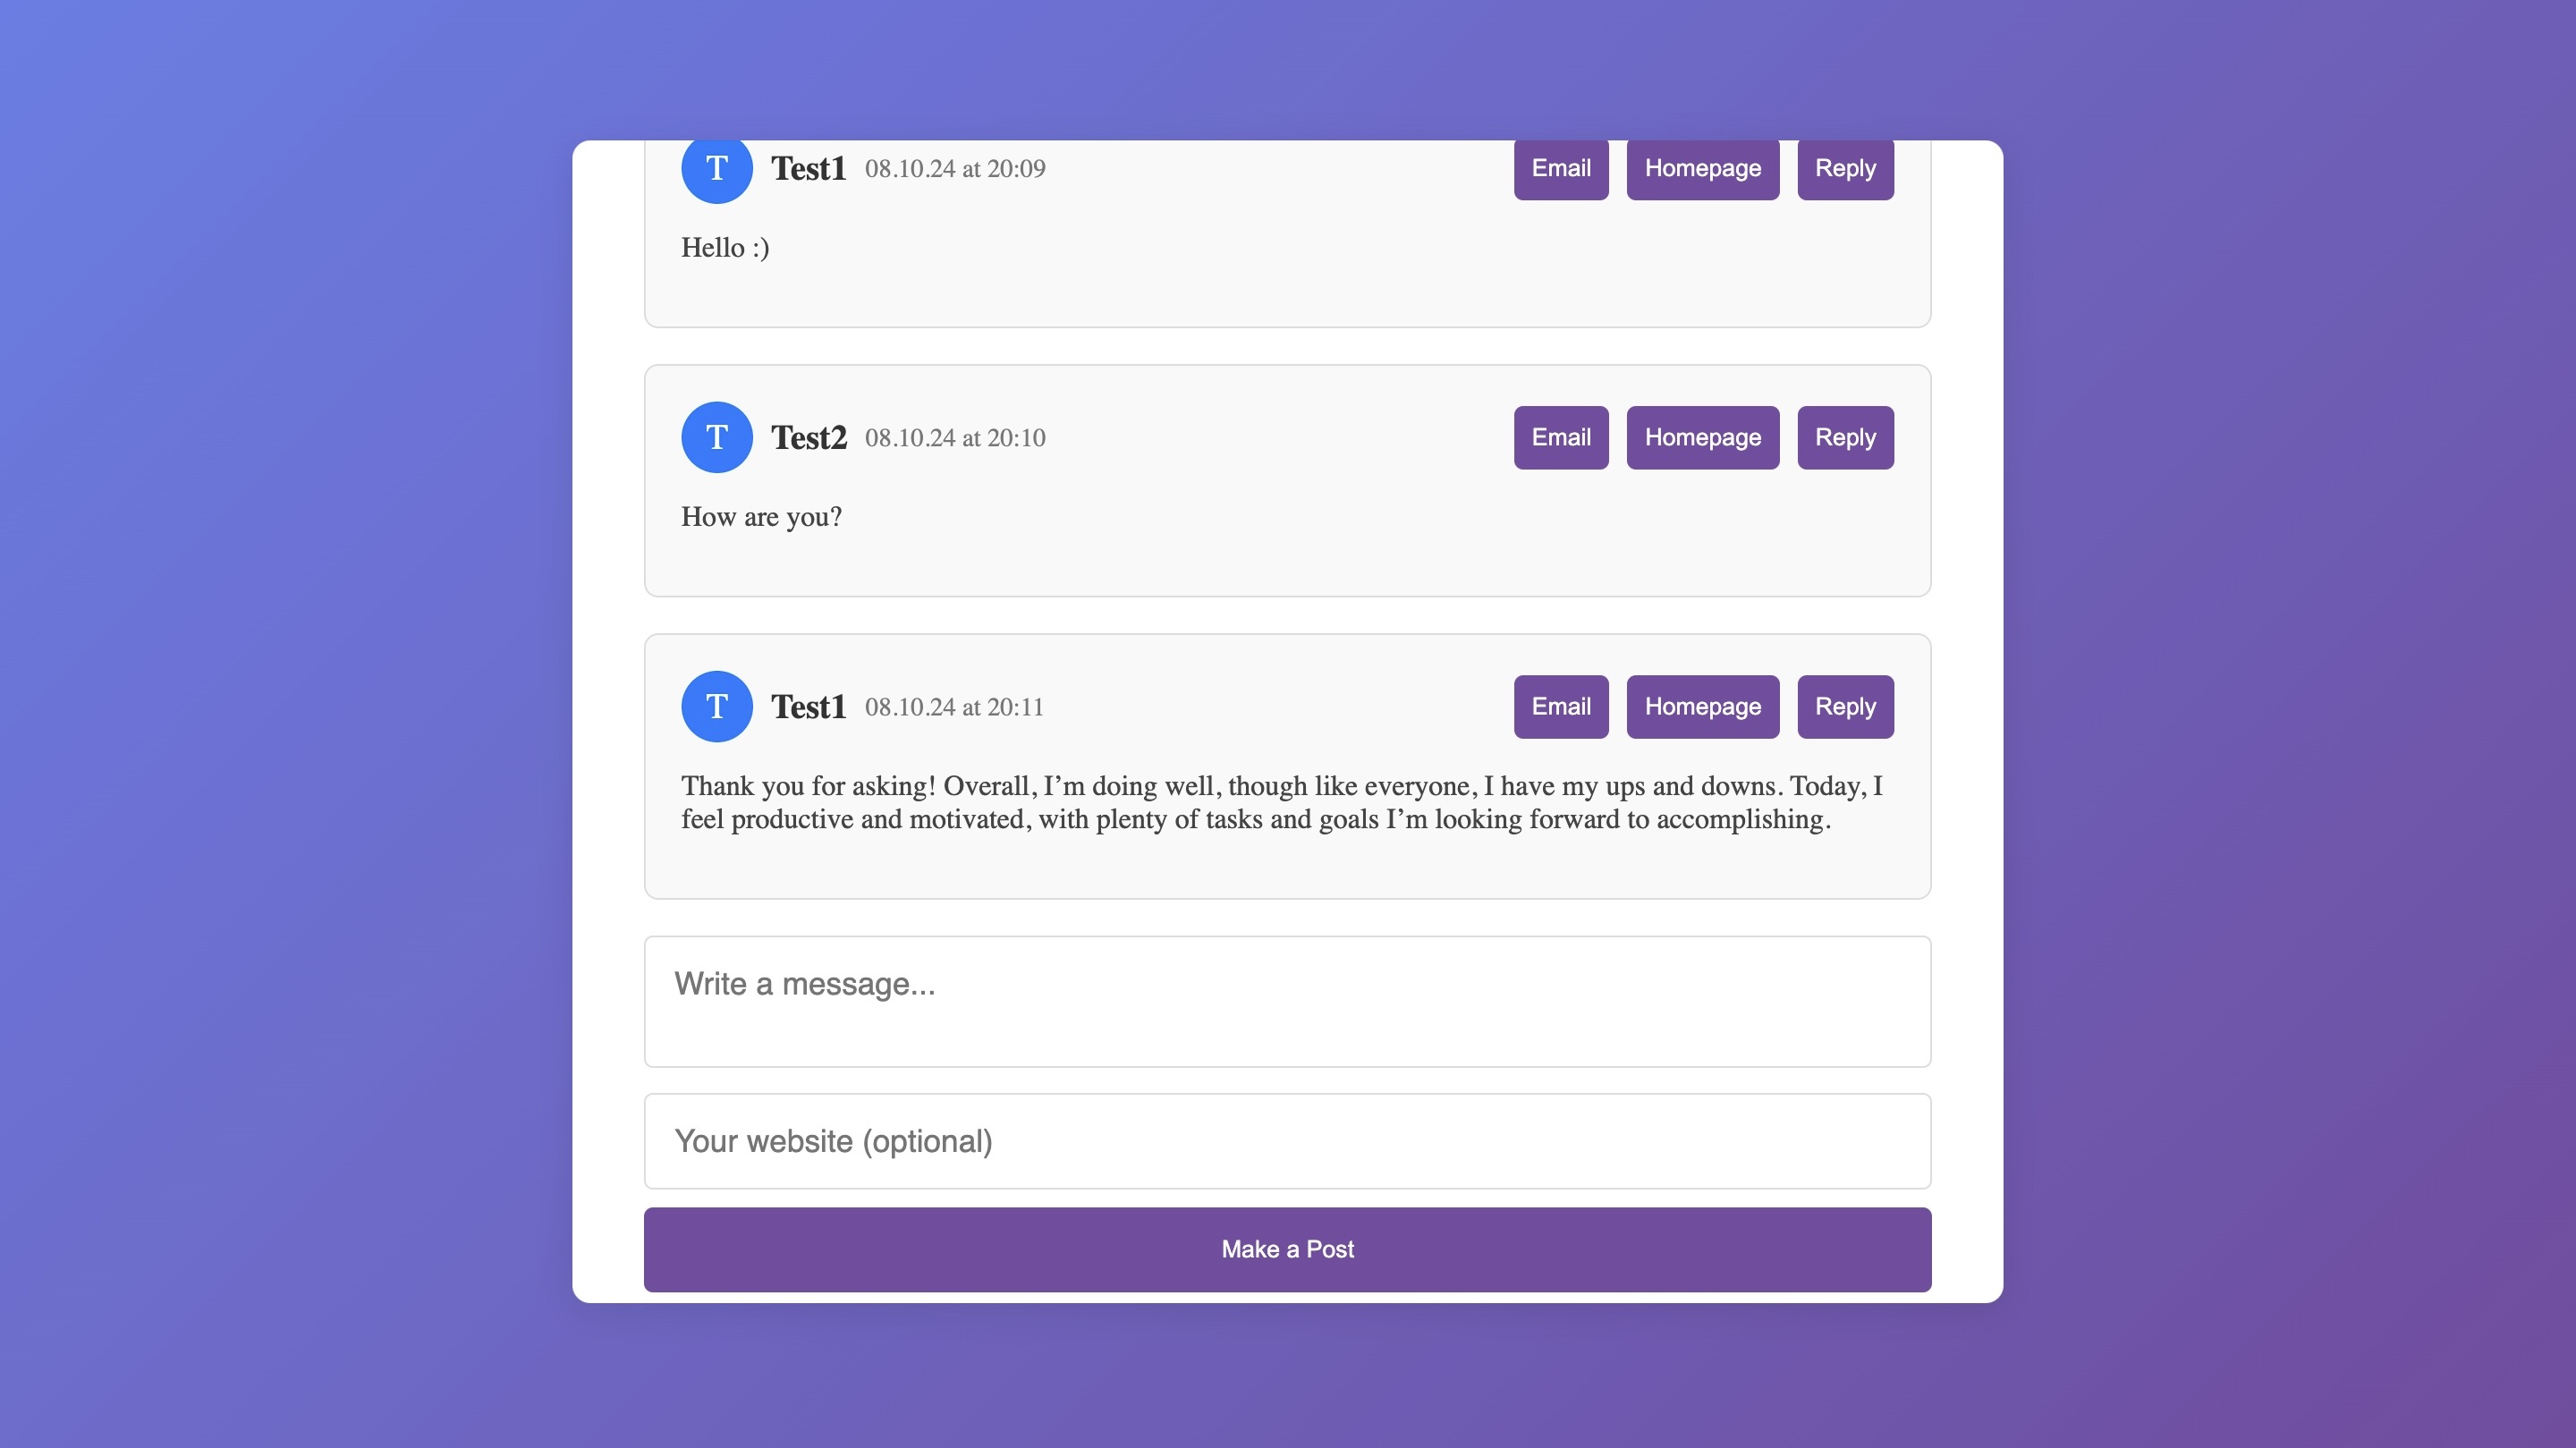 T Test1 08.10.24 at 20:09 Email Homepage Reply
Hello :)
T Test2 08.10.24 at 20:10 Email Homepage Reply
How are you?
T Test1 08.10.24 at 20:11 Email Homepage Reply
Thank you for asking! Overall, I’m doing well, though like everyone, I have my ups and downs. Today, I
feel productive and motivated, with plenty of tasks and goals I’m looking forward to accomplishing.
Write a message...
Your website (optional)
Make a Post